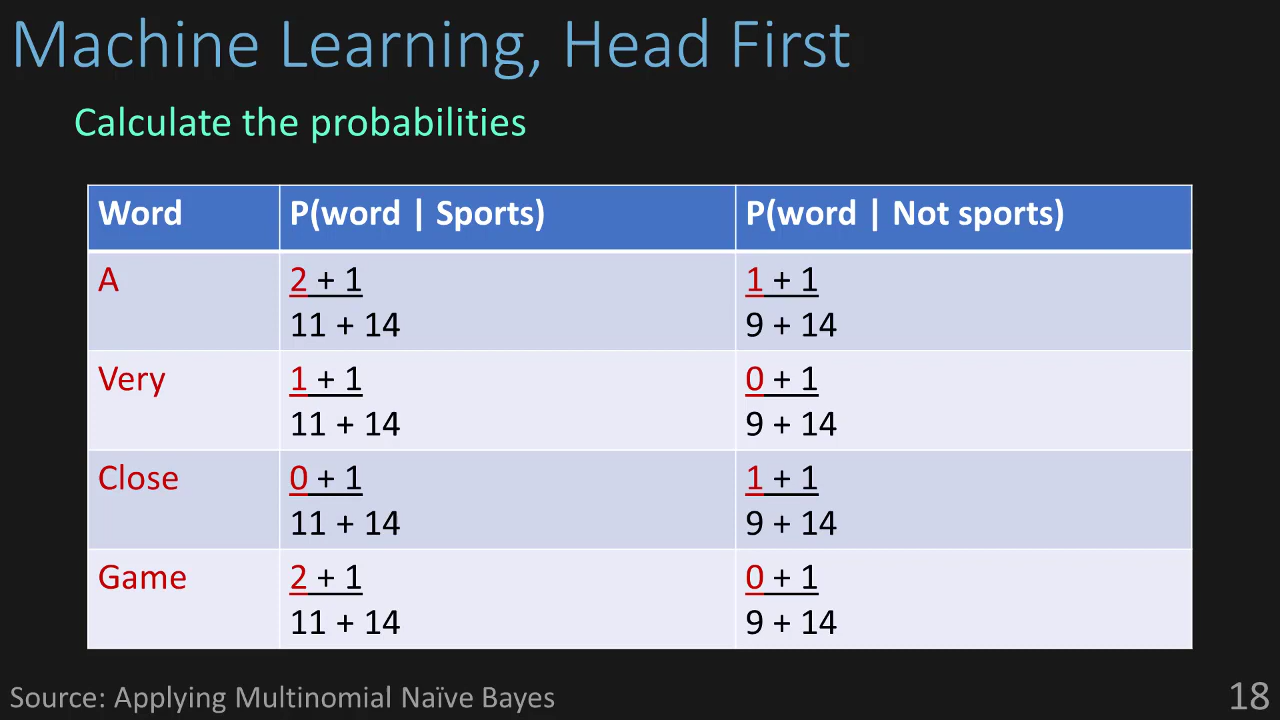 Machine Learning, Head First
Calculate the probabilities
Word P(word | Sports) P(word | Not sports)
A 2 + 1 1 + 1
11 + 14 9 + 14
Very 1 + 1 0 + 1
11 + 14 9 + 14
Close 0 + 1 1 + 1
11 + 14 9 + 14
Game 2 + 1 0 + 1
11 + 14 9 + 14
Source: Applying Multinomial Naïve Bayes 18